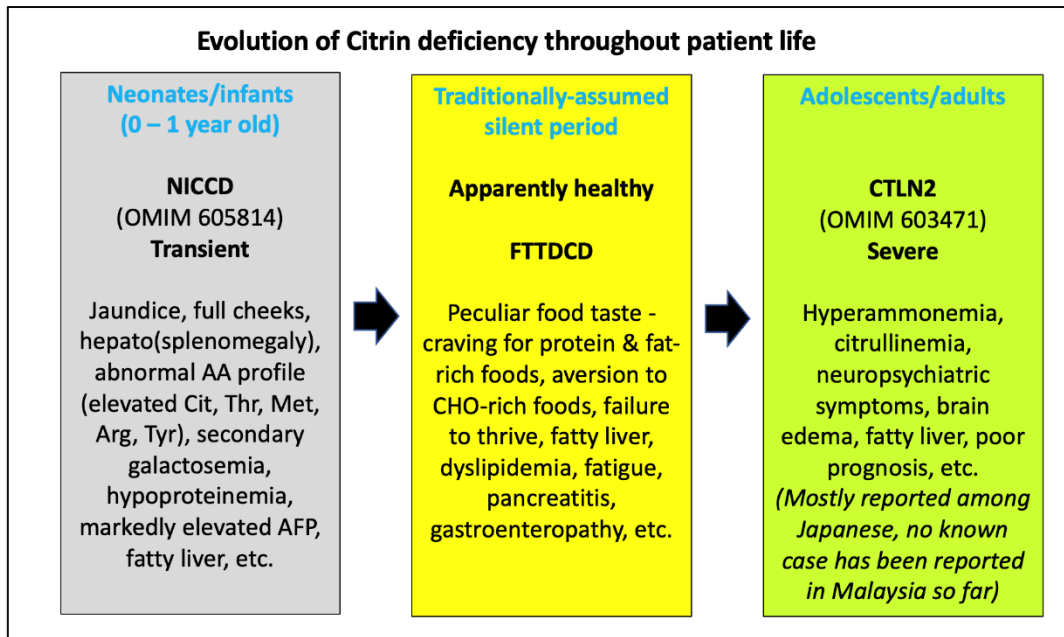 Evolution of Citrin deficiency throughout patient life
Neonates/infants
(0 – 1 year old)
NICCD
(OMIM 605814)
Transient
Jaundice, full cheeks,
hepato(splenomegaly),
abnormal AA profile
(elevated Cit, Thr, Met,
Arg, Tyr), secondary
galactosemia,
hypoproteinemia,
markedly elevated AFP,
fatty liver, etc.
Traditionally-assumed
silent period
Apparently healthy
FTTDCD
Peculiar food taste -
craving for protein & fat-
rich foods, aversion to
CHO-rich foods, failure
to thrive, fatty liver,
dyslipidemia, fatigue,
pancreatitis,
gastroenteropathy, etc.
Adolescents/adults
CTLN2
(OMIM 603471)
Severe
Hyperammonemia,
citrullinemia,
neuropsychiatric
symptoms, brain
edema, fatty liver, poor
prognosis, etc.
(Mostly reported among
Japanese, no known
case has been reported
in Malaysia so far)